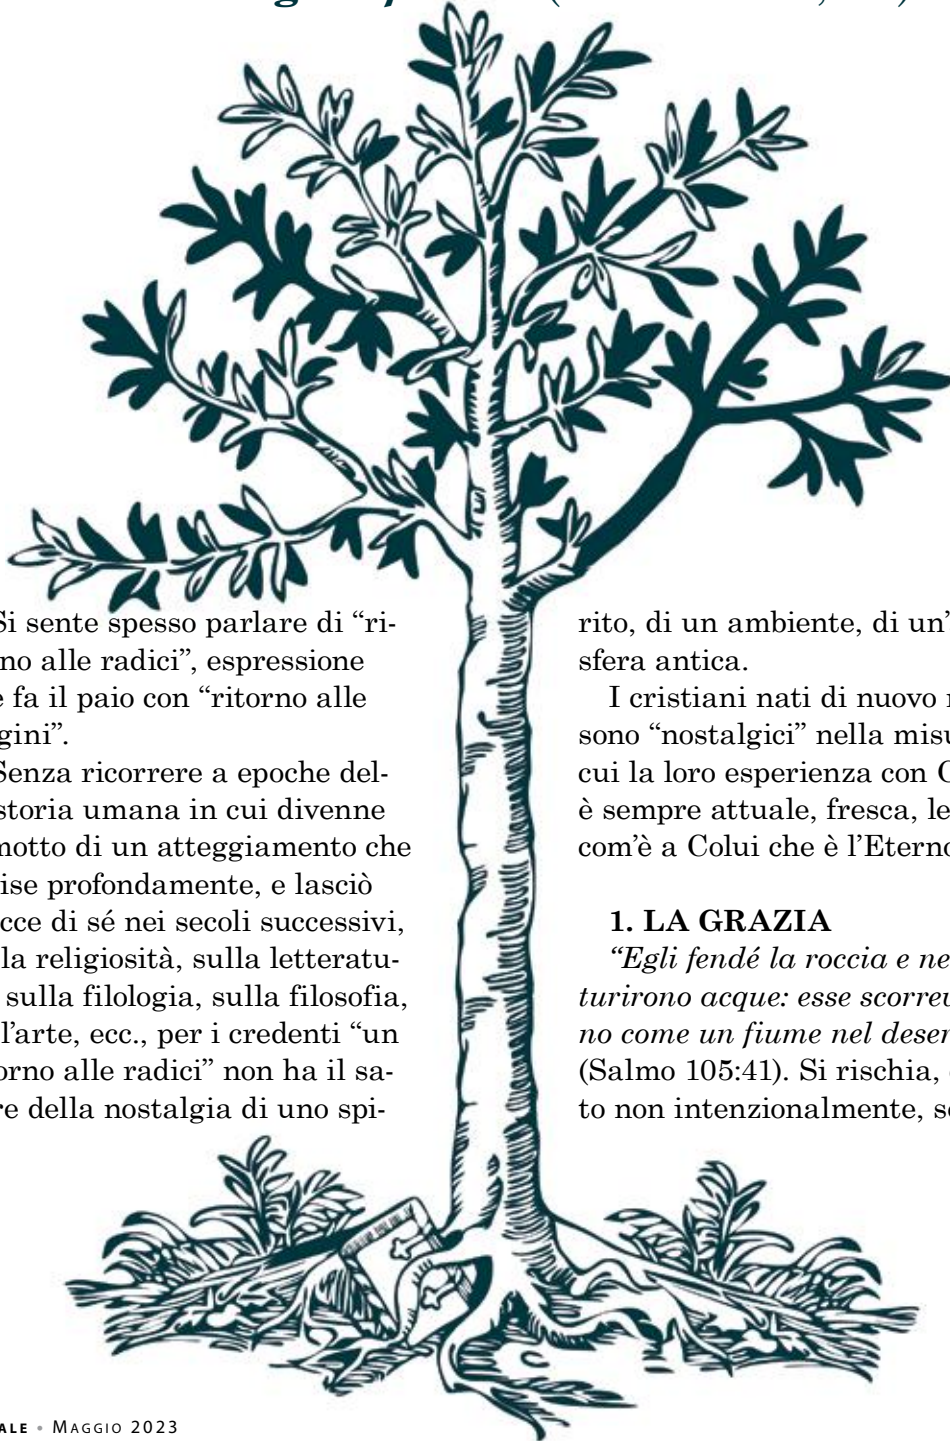 Si sente spesso parlare di “ri-
no alle radici”, espressione
e fa il paio con “ritorno alle
gini”.
Senza ricorrere a epoche del-
storia umana in cui divenne
motto di un atteggiamento che
ise profondamente, e lasciò
cce di sé nei secoli successivi,
la religiosità, sulla letteratu-
sulla filologia, sulla filosofia,
l’arte, ecc., per i credenti “un
orno alle radici” non ha il sa-
re della nostalgia di uno spi-
rito, di un ambiente, di un’
sfera antica.
I cristiani nati di nuovo
sono “nostalgici” nella misu
cui la loro esperienza con
è sempre attuale, fresca, le
com’è a Colui che è l’Eterno
1. LA GRAZIA
“Egli fendé la roccia e ne
turirono acque: esse scorrev
no come un fiume nel deser
(Salmo 105:41). Si rischia,
to non intenzionalmente, s
ALE • MAGGIO 2023